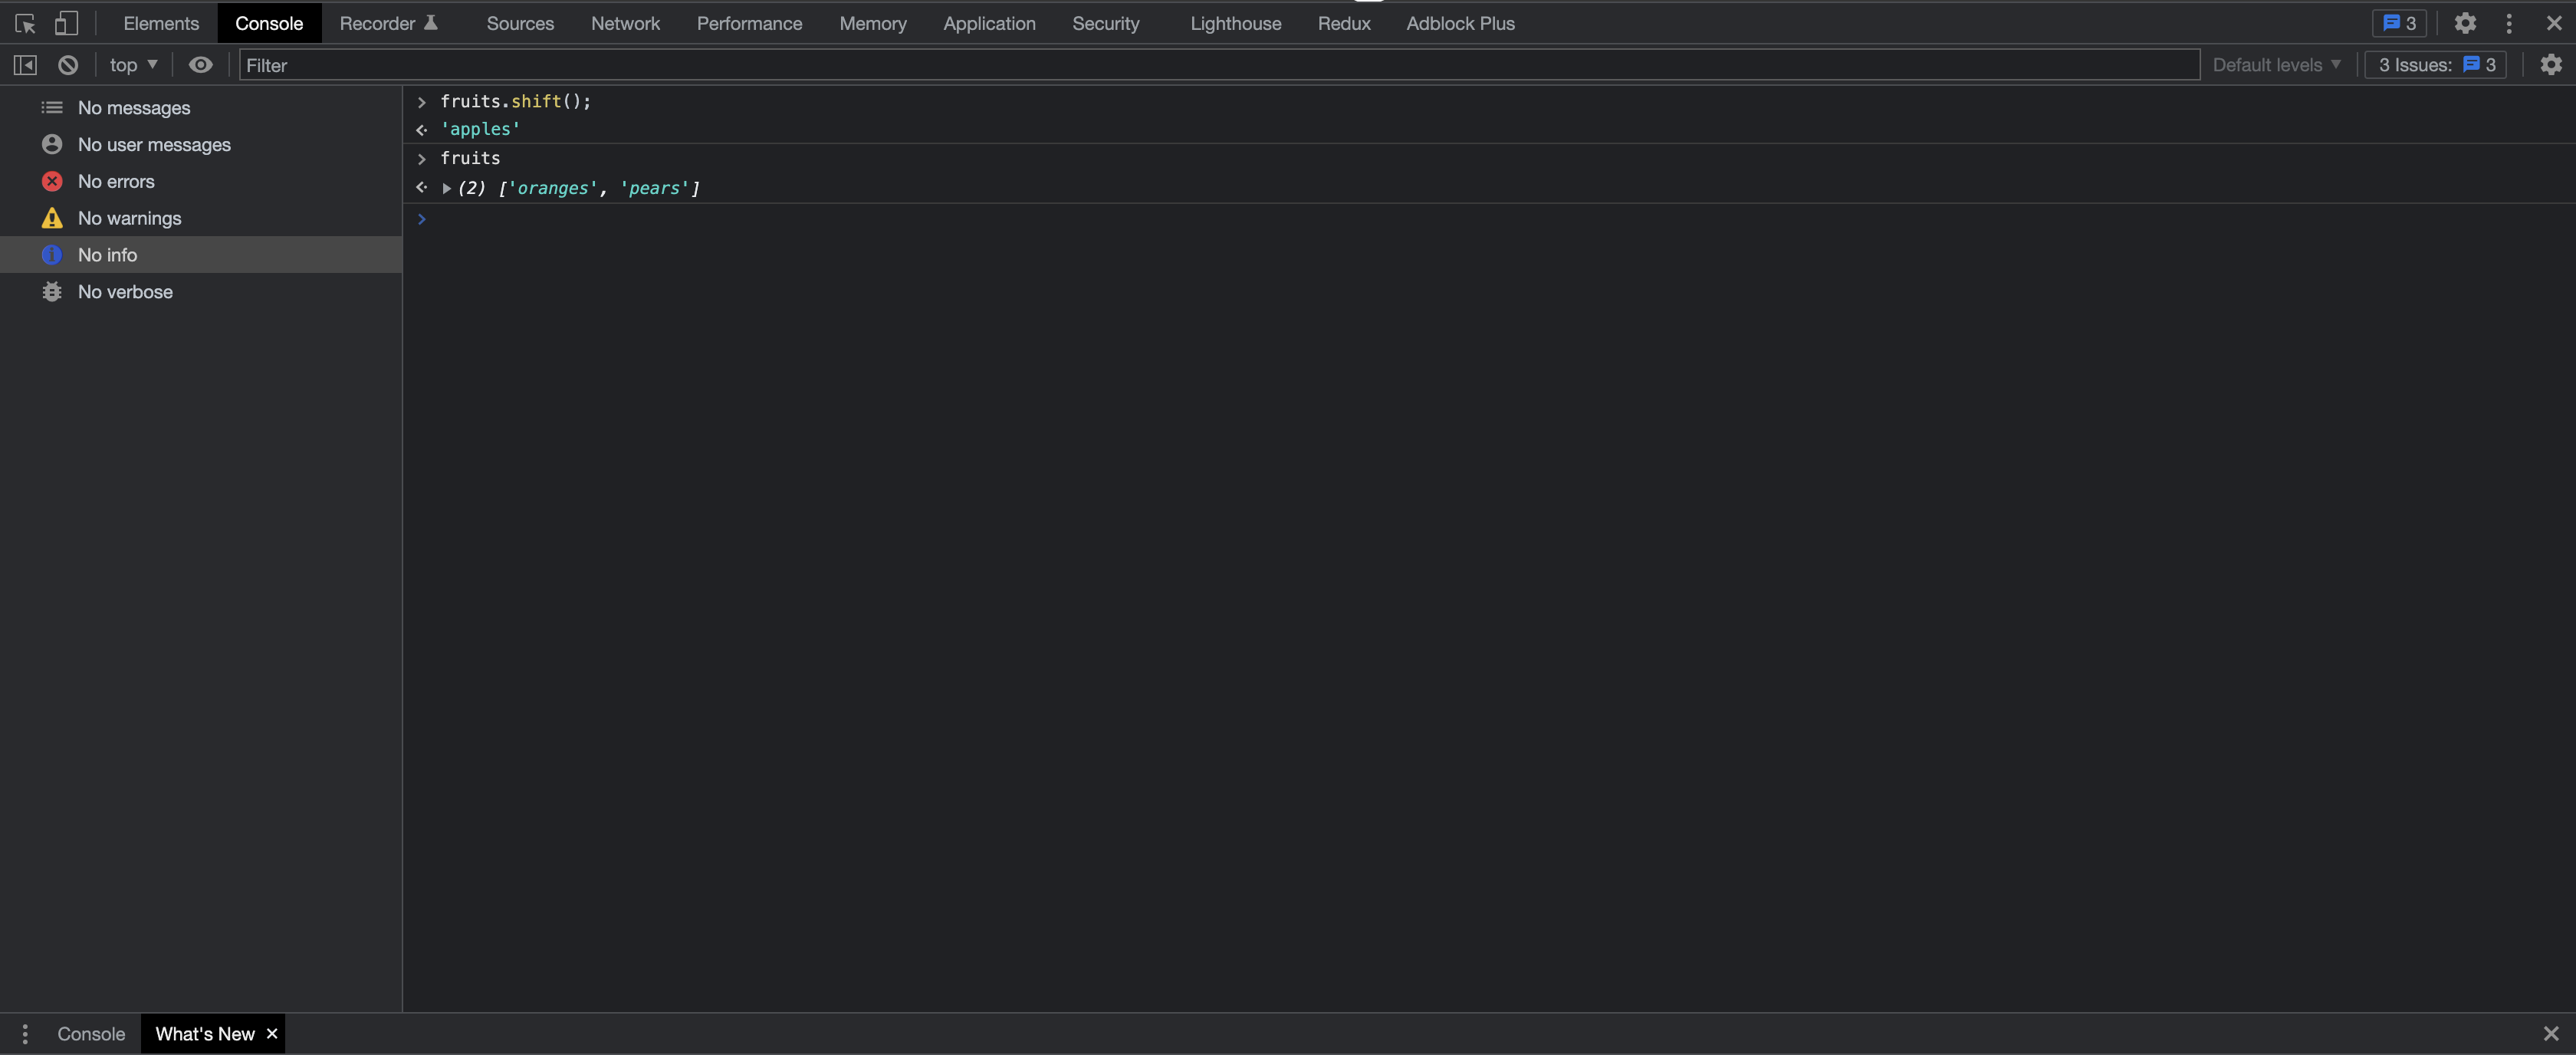 Elements Console Recorder Sources Network Performance Memory Application Security Lighthouse Redux Adblock Plus 3
top Filter Default levels 3 Issues: 3
No messages
No user messages
No errors
No warnings
No info
No verbose
fruits.shift();
'apples'
fruits
(2) ['oranges', 'pears']
Console What's New